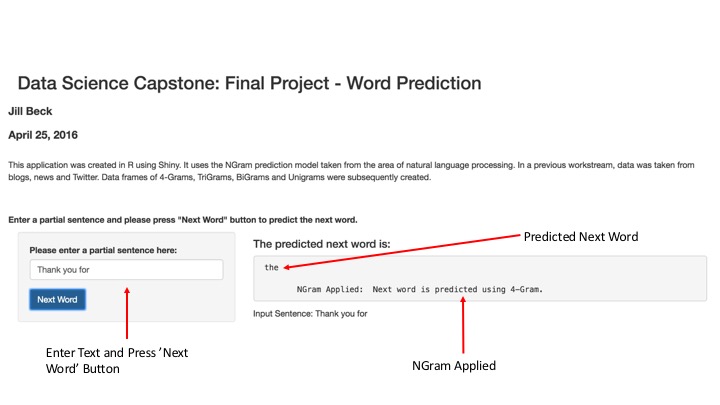 Data Science Capstone: Final Project - Word Prediction
Jill Beck
April 25, 2016
This application was created in R using Shiny. It uses the NGram prediction model taken from the area of natural language processing. In a previous workstream, data was taken from
blogs, news and Twitter. Data frames of 4-Grams, TriGrams, BiGrams and Unigrams were subsequently created.
Enter a partial sentence and please press "Next Word" button to predict the next word.
Please enter a partial sentence here:
Thank you for
Next Word
Enter Text and Press ’Next
Word’ Button
The predicted next word is:
Predicted Next Word
the
NGram Applied:  Next word is predicted using 4-Gram.
Input Sentence: Thank you for
NGram Applied